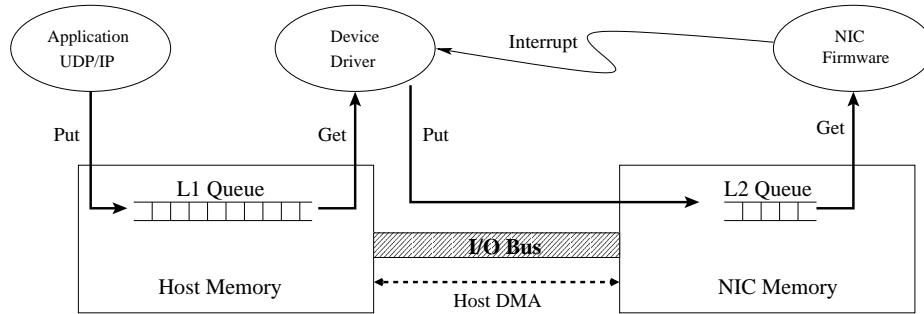 Application
UDP/IP
Device
Driver
Interrupt
NIC
Firmware
Put
Get
Put
Get
L1 Queue
L2 Queue
I/O Bus
Host Memory
Host DMA
NIC Memory